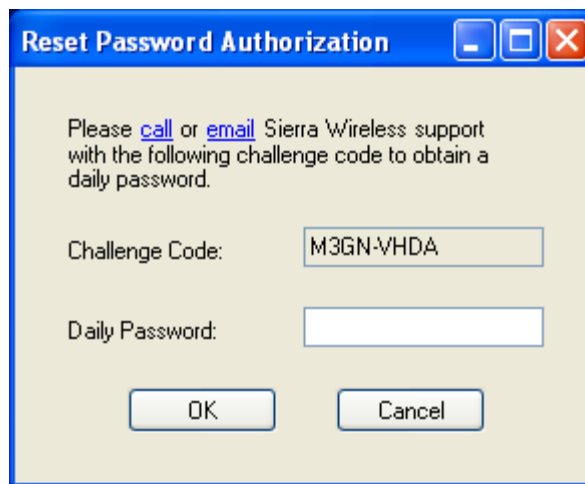 Reset Password Authorization
Please call or email Sierra Wireless support
with the following challenge code to obtain a
daily password.
Challenge Code:
M3GN-VHDA
Daily Password:
OK
Cancel